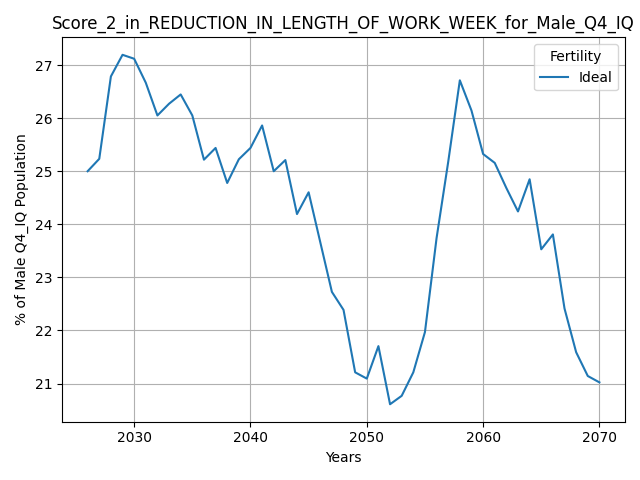 Score_2_in_REDUCTION_IN_LENGTH_OF_WORK_WEEK_for_Male_Q4_IQ
Fertility
Ideal
27
26
25
24
23
22
21
% of Male Q4_IQ Population
2030 2040 2050 2060 2070
Years